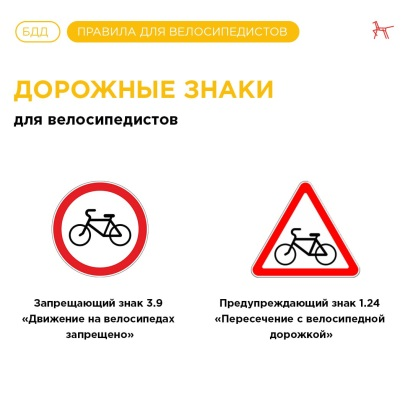 БДД
ПРАВИЛА ДЛЯ ВЕЛОСИПЕДИСТОВ
ДОРОЖНЫЕ ЗНАКИ
для велосипедистов
Запрещающий знак 3.9
«Движение на велосипедах
запрещено»
Предупреждающий знак 1.24
«Пересечение с велосипедной
дорожкой»